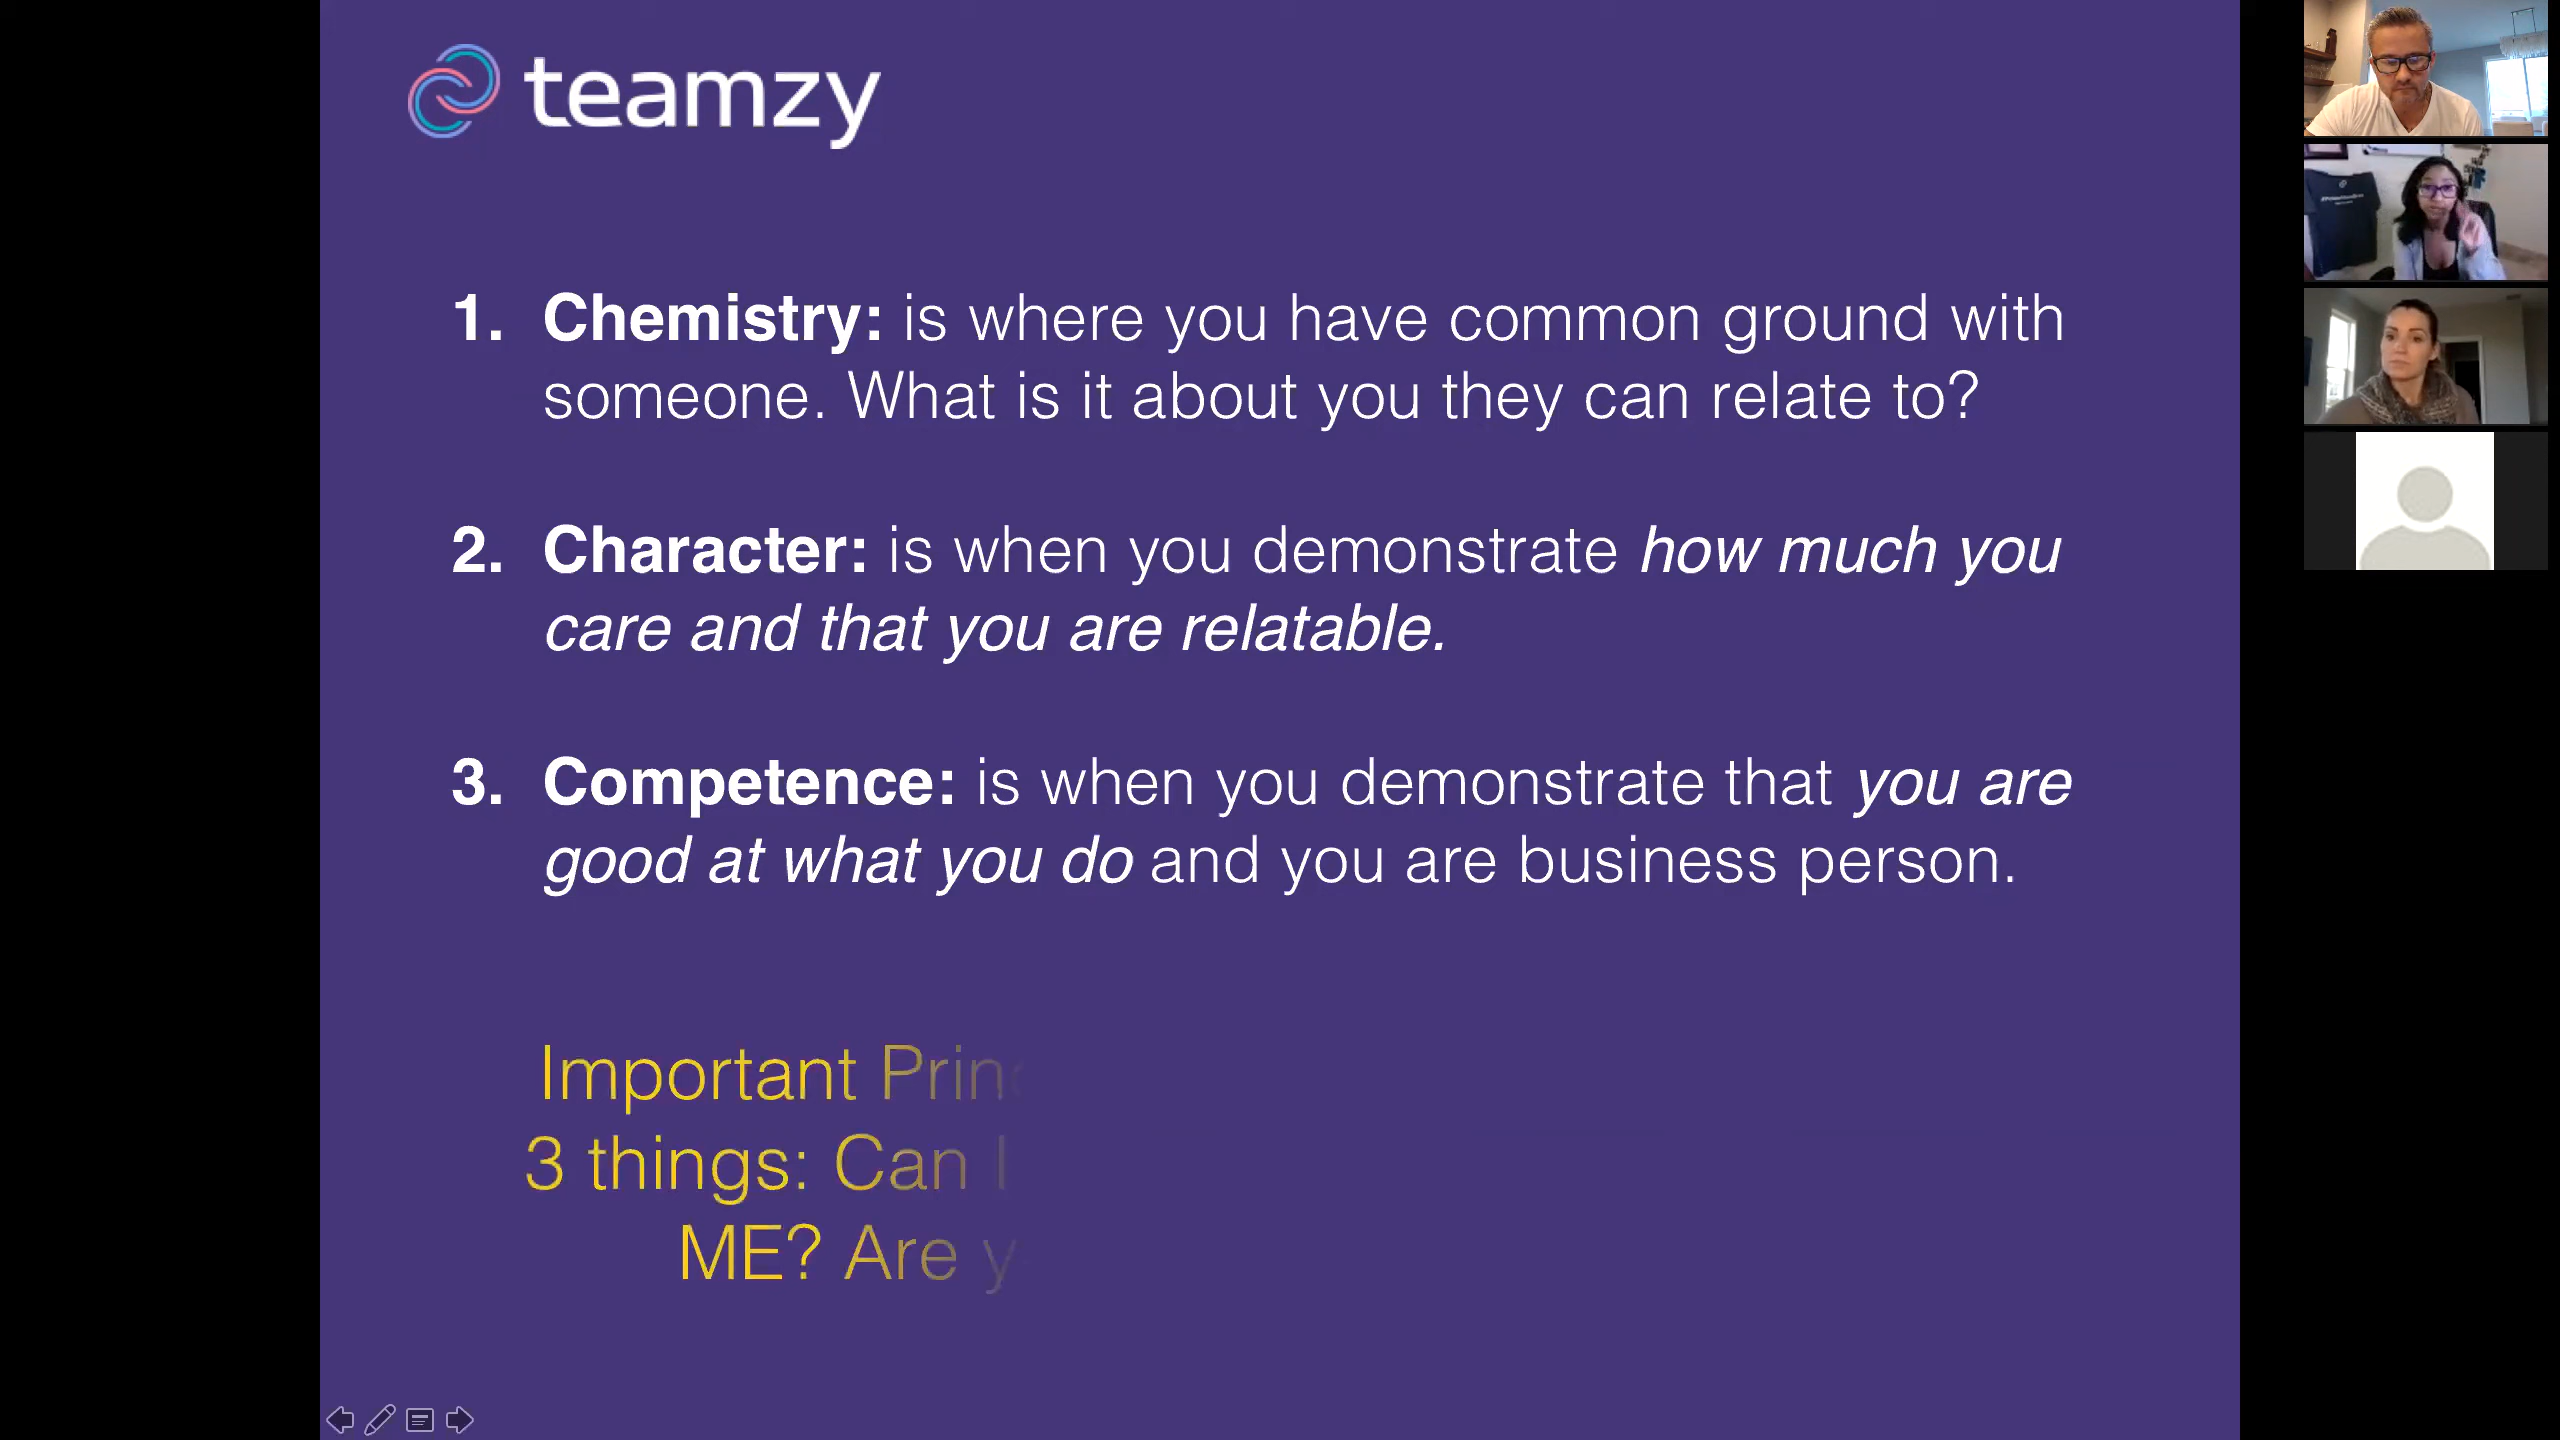 teamzy
1. Chemistry: is where you have common ground with
someone. What is it about you they can relate to?
2. Character: is when you demonstrate how much you
care and that you are relatable.
3. Competence: is when you demonstrate that you are
good at what you do and you are business person.
Important
3 things: Can I
ME? Are